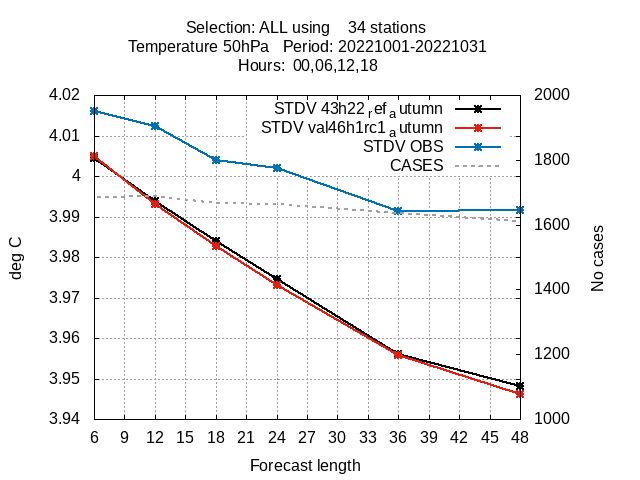 Selection: ALL using    34 stations
Temperature 50hPa   Period: 20221001-20221031
Hours:  00,06,12,18
4.02
4.01
4
3.99
3.98
3.97
3.96
3.95
3.94
deg C
STDV 43h22refautumn
STDV val46h1rc1autumn
STDV OBS
CASES
2000
1800
1600
1400
1200
1000
No cases
6 9 12 15 18 21 24 27 30 33 36 39 42 45 48
Forecast length